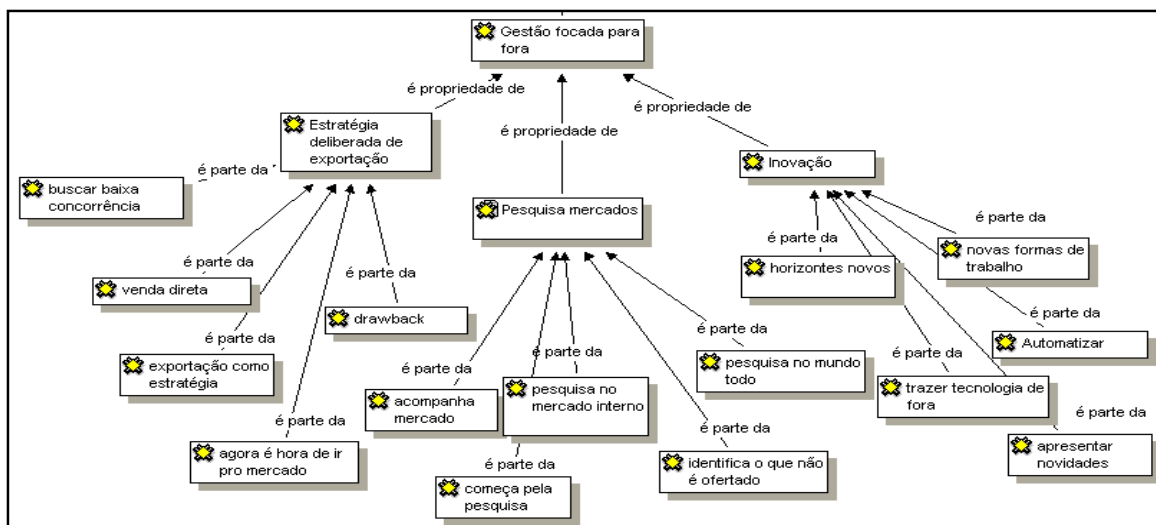 Gestão focada para
fora
é propriedade de
é propriedade de
é propriedade de
Estratégia
deliberada de
exportação
Inovação
é parte da
buscar baixa
concorrência
Pesquisa mercados
é parte da
novas formas de
trabalho
é parte da
horizontes novos
é parte da
venda direta
é parte da
drawback
é parte da
exportação como
estratégia
é parte da
Automatizar
é parte da
pesquisa no mundo
todo
é parte da
pesquisa no
mercado interno
é parte da
acompanha
mercado
é parte da
trazer tecnologia de
fora
é parte da
agora é hora de ir
pro mercado
é parte da
identifica o que não
é ofertado
é parte da
apresentar
novidades
é parte da
começa pela
pesquisa